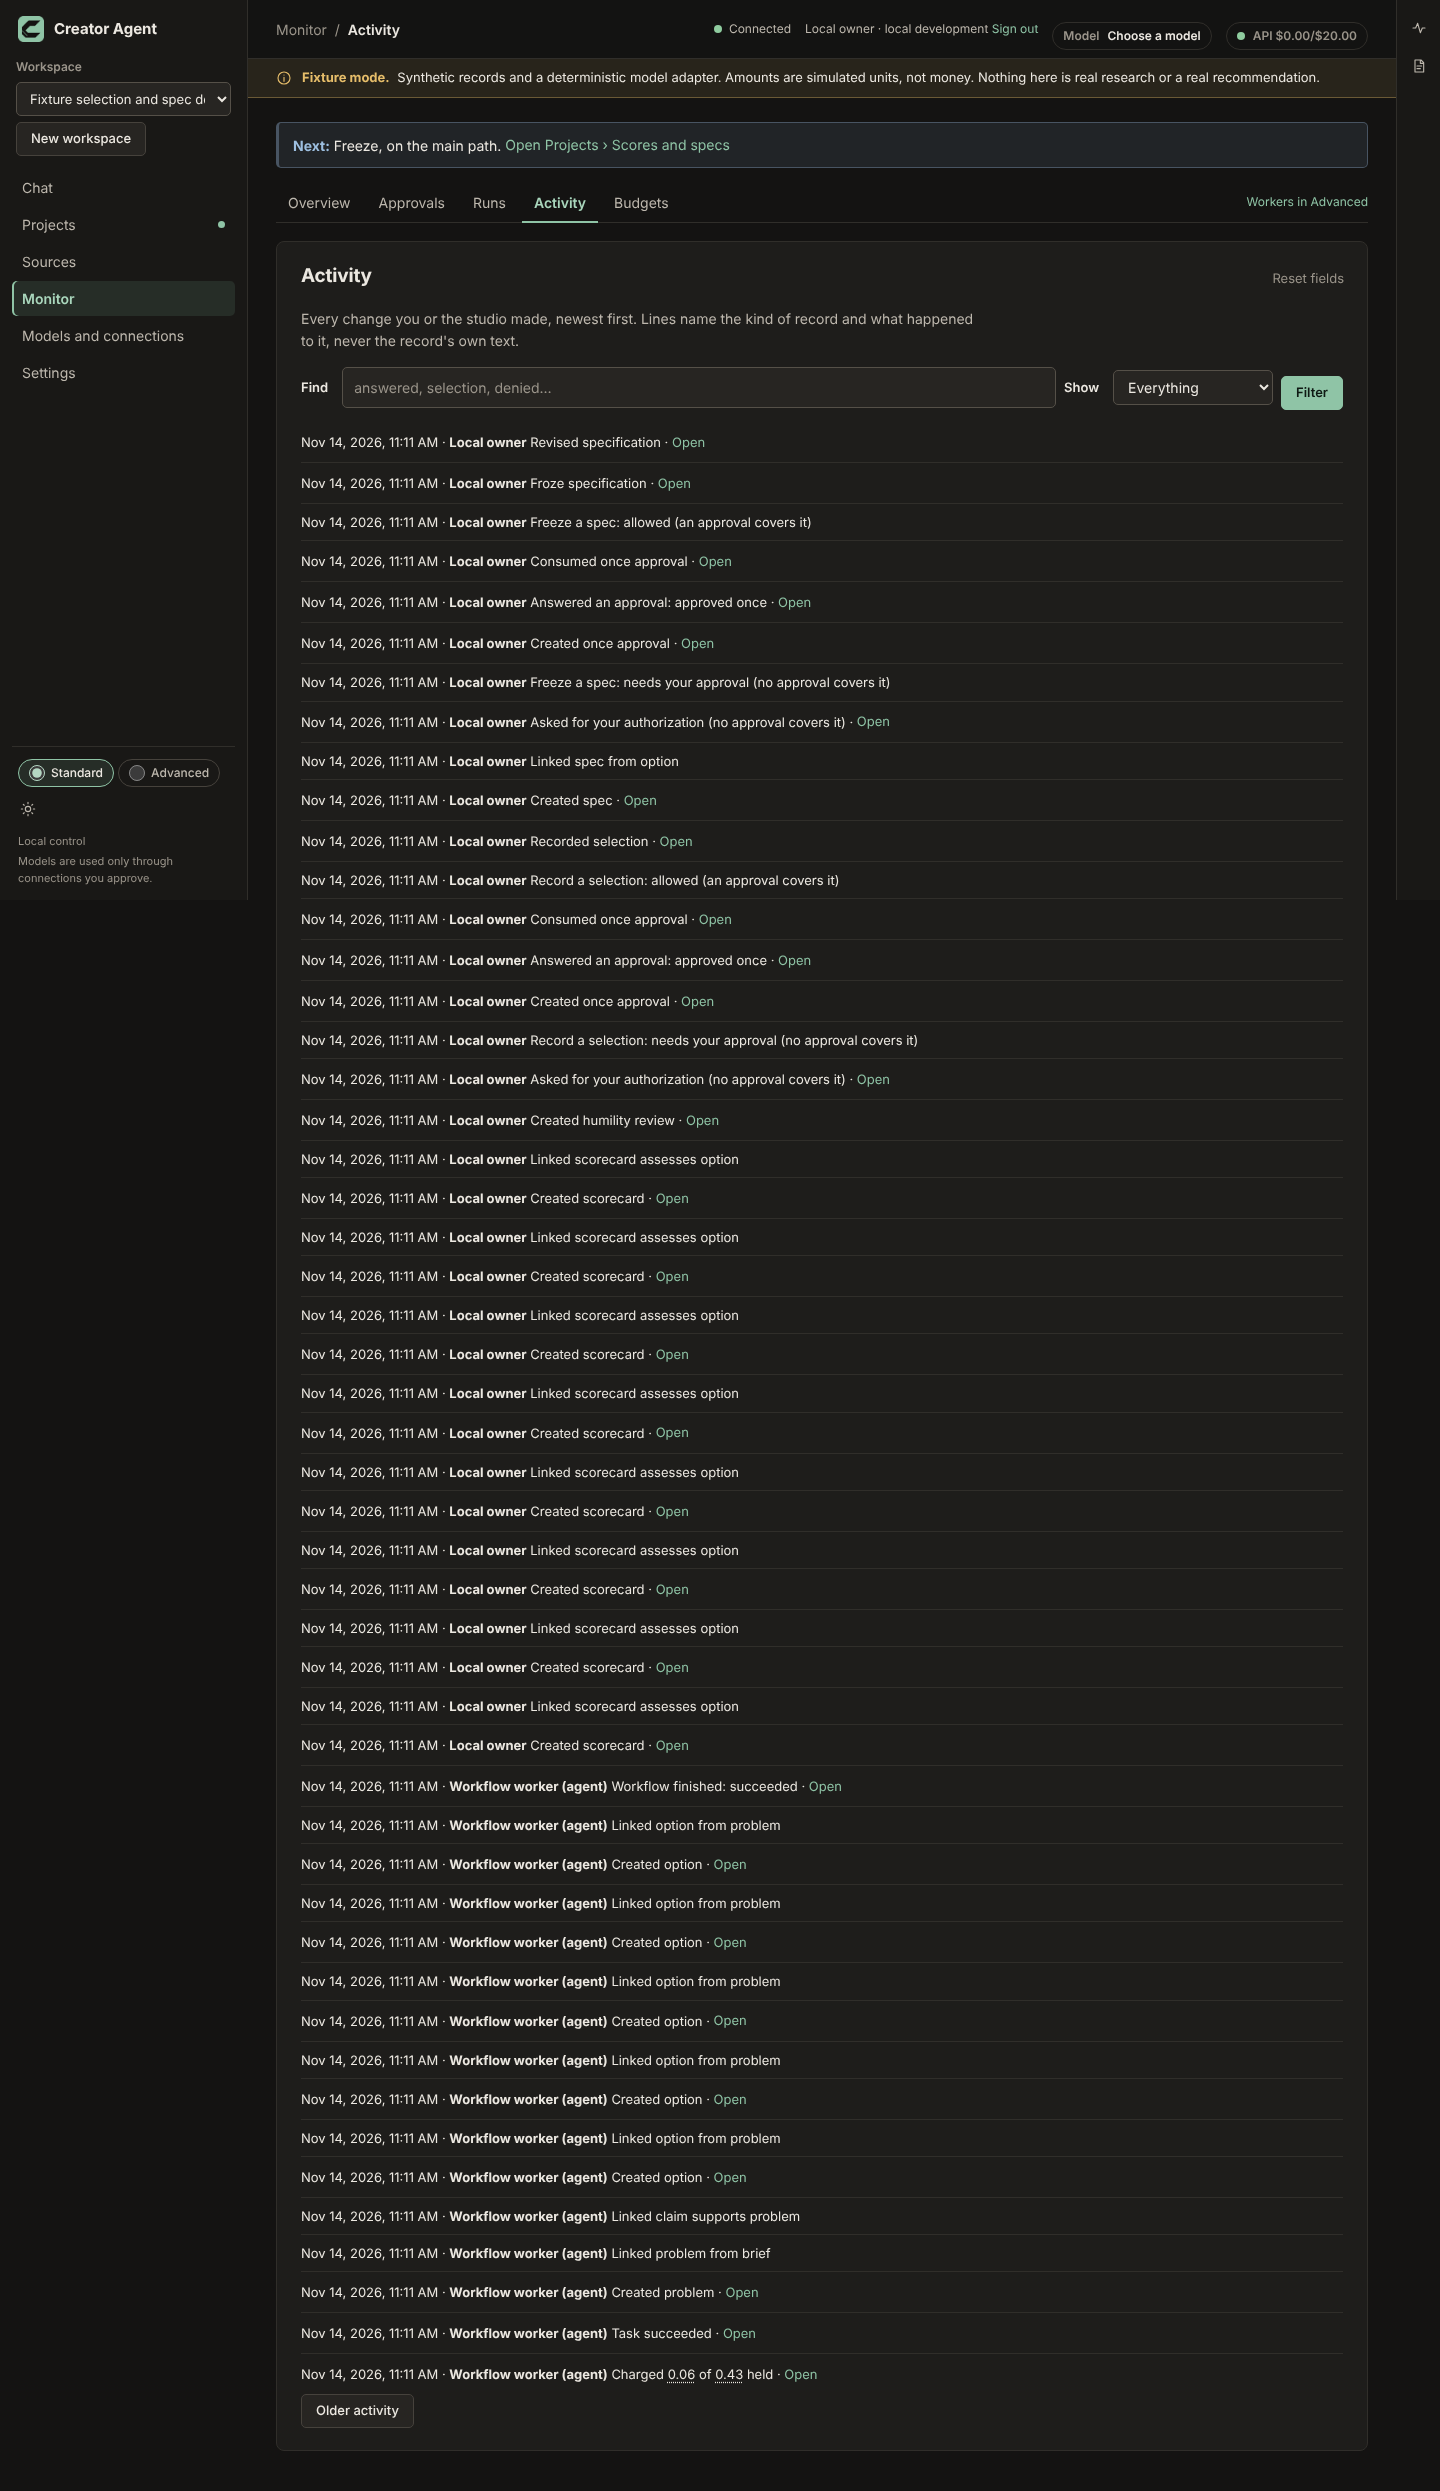 Creator Agent
Workspace
Fixture selection and spec d
New workspace
Chat
Projects
Sources
Monitor
Models and connections
Settings
Standard
Advanced
Local control
Models are used only through
connections you approve.
Monitor / Activity
Connected
Local owner · local development Sign out
Model Choose a model
API $0.00/$20.00
Fixture mode. Synthetic records and a deterministic model adapter. Amounts are simulated units, not money. Nothing here is real research or a real recommendation.
Next: Freeze, on the main path. Open Projects › Scores and specs
Overview
Approvals
Runs
Activity
Budgets
Workers in Advanced
Activity
Reset fields
Every change you or the studio made, newest first. Lines name the kind of record and what happened
to it, never the record's own text.
Find
answered, selection, denied...
Show
Everything
Filter
Nov 14, 2026, 11:11 AM · Local owner Revised specification · Open
Nov 14, 2026, 11:11 AM · Local owner Froze specification · Open
Nov 14, 2026, 11:11 AM · Local owner Freeze a spec: allowed (an approval covers it)
Nov 14, 2026, 11:11 AM · Local owner Consumed once approval · Open
Nov 14, 2026, 11:11 AM · Local owner Answered an approval: approved once · Open
Nov 14, 2026, 11:11 AM · Local owner Created once approval · Open
Nov 14, 2026, 11:11 AM · Local owner Freeze a spec: needs your approval (no approval covers it)
Nov 14, 2026, 11:11 AM · Local owner Asked for your authorization (no approval covers it) · Open
Nov 14, 2026, 11:11 AM · Local owner Linked spec from option
Nov 14, 2026, 11:11 AM · Local owner Created spec · Open
Nov 14, 2026, 11:11 AM · Local owner Recorded selection · Open
Nov 14, 2026, 11:11 AM · Local owner Record a selection: allowed (an approval covers it)
Nov 14, 2026, 11:11 AM · Local owner Consumed once approval · Open
Nov 14, 2026, 11:11 AM · Local owner Answered an approval: approved once · Open
Nov 14, 2026, 11:11 AM · Local owner Created once approval · Open
Nov 14, 2026, 11:11 AM · Local owner Record a selection: needs your approval (no approval covers it)
Nov 14, 2026, 11:11 AM · Local owner Asked for your authorization (no approval covers it) · Open
Nov 14, 2026, 11:11 AM · Local owner Created humility review · Open
Nov 14, 2026, 11:11 AM · Local owner Linked scorecard assesses option
Nov 14, 2026, 11:11 AM · Local owner Created scorecard · Open
Nov 14, 2026, 11:11 AM · Local owner Linked scorecard assesses option
Nov 14, 2026, 11:11 AM · Local owner Created scorecard · Open
Nov 14, 2026, 11:11 AM · Local owner Linked scorecard assesses option
Nov 14, 2026, 11:11 AM · Local owner Created scorecard · Open
Nov 14, 2026, 11:11 AM · Local owner Linked scorecard assesses option
Nov 14, 2026, 11:11 AM · Local owner Created scorecard · Open
Nov 14, 2026, 11:11 AM · Local owner Linked scorecard assesses option
Nov 14, 2026, 11:11 AM · Local owner Created scorecard · Open
Nov 14, 2026, 11:11 AM · Local owner Linked scorecard assesses option
Nov 14, 2026, 11:11 AM · Local owner Created scorecard · Open
Nov 14, 2026, 11:11 AM · Local owner Linked scorecard assesses option
Nov 14, 2026, 11:11 AM · Local owner Created scorecard · Open
Nov 14, 2026, 11:11 AM · Local owner Linked scorecard assesses option
Nov 14, 2026, 11:11 AM · Local owner Created scorecard · Open
Nov 14, 2026, 11:11 AM · Workflow worker (agent) Workflow finished: succeeded · Open
Nov 14, 2026, 11:11 AM · Workflow worker (agent) Linked option from problem
Nov 14, 2026, 11:11 AM · Workflow worker (agent) Created option · Open
Nov 14, 2026, 11:11 AM · Workflow worker (agent) Linked option from problem
Nov 14, 2026, 11:11 AM · Workflow worker (agent) Created option · Open
Nov 14, 2026, 11:11 AM · Workflow worker (agent) Linked option from problem
Nov 14, 2026, 11:11 AM · Workflow worker (agent) Created option · Open
Nov 14, 2026, 11:11 AM · Workflow worker (agent) Linked option from problem
Nov 14, 2026, 11:11 AM · Workflow worker (agent) Created option · Open
Nov 14, 2026, 11:11 AM · Workflow worker (agent) Linked option from problem
Nov 14, 2026, 11:11 AM · Workflow worker (agent) Created option · Open
Nov 14, 2026, 11:11 AM · Workflow worker (agent) Linked claim supports problem
Nov 14, 2026, 11:11 AM · Workflow worker (agent) Linked problem from brief
Nov 14, 2026, 11:11 AM · Workflow worker (agent) Created problem · Open
Nov 14, 2026, 11:11 AM · Workflow worker (agent) Task succeeded · Open
Nov 14, 2026, 11:11 AM · Workflow worker (agent) Charged 0.06 of 0.43 held · Open
Older activity